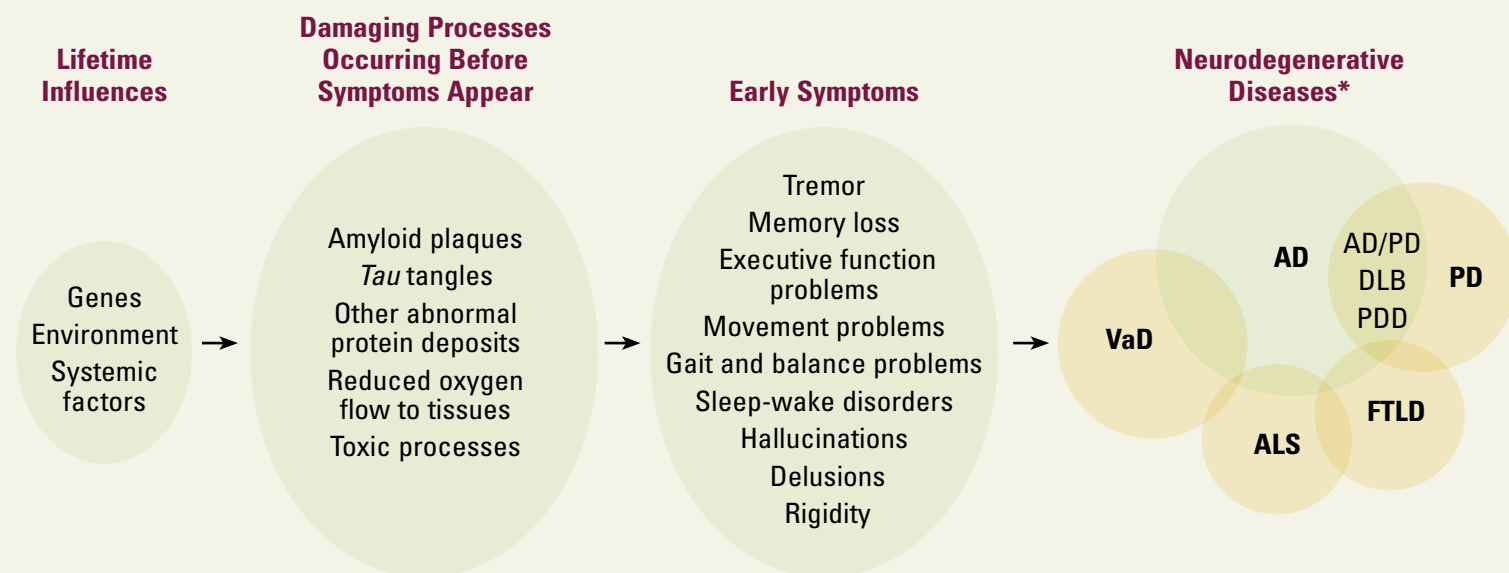 Lifetime
Influences
Genes
Environment
Systemic
factors
Damaging Processes
Occurring Before
Symptoms Appear
Amyloid plaques
Tau tangles
Other abnormal
protein deposits
Reduced oxygen
flow to tissues
Toxic processes
Early Symptoms
Tremor
Memory loss
Executive function
problems
Movement problems
Gait and balance problems
Sleep-wake disorders
Hallucinations
Delusions
Rigidity
Neurodegenerative
Diseases*
AD
AD/PD
DLB
PDD
PD
VaD
ALS
FTLD